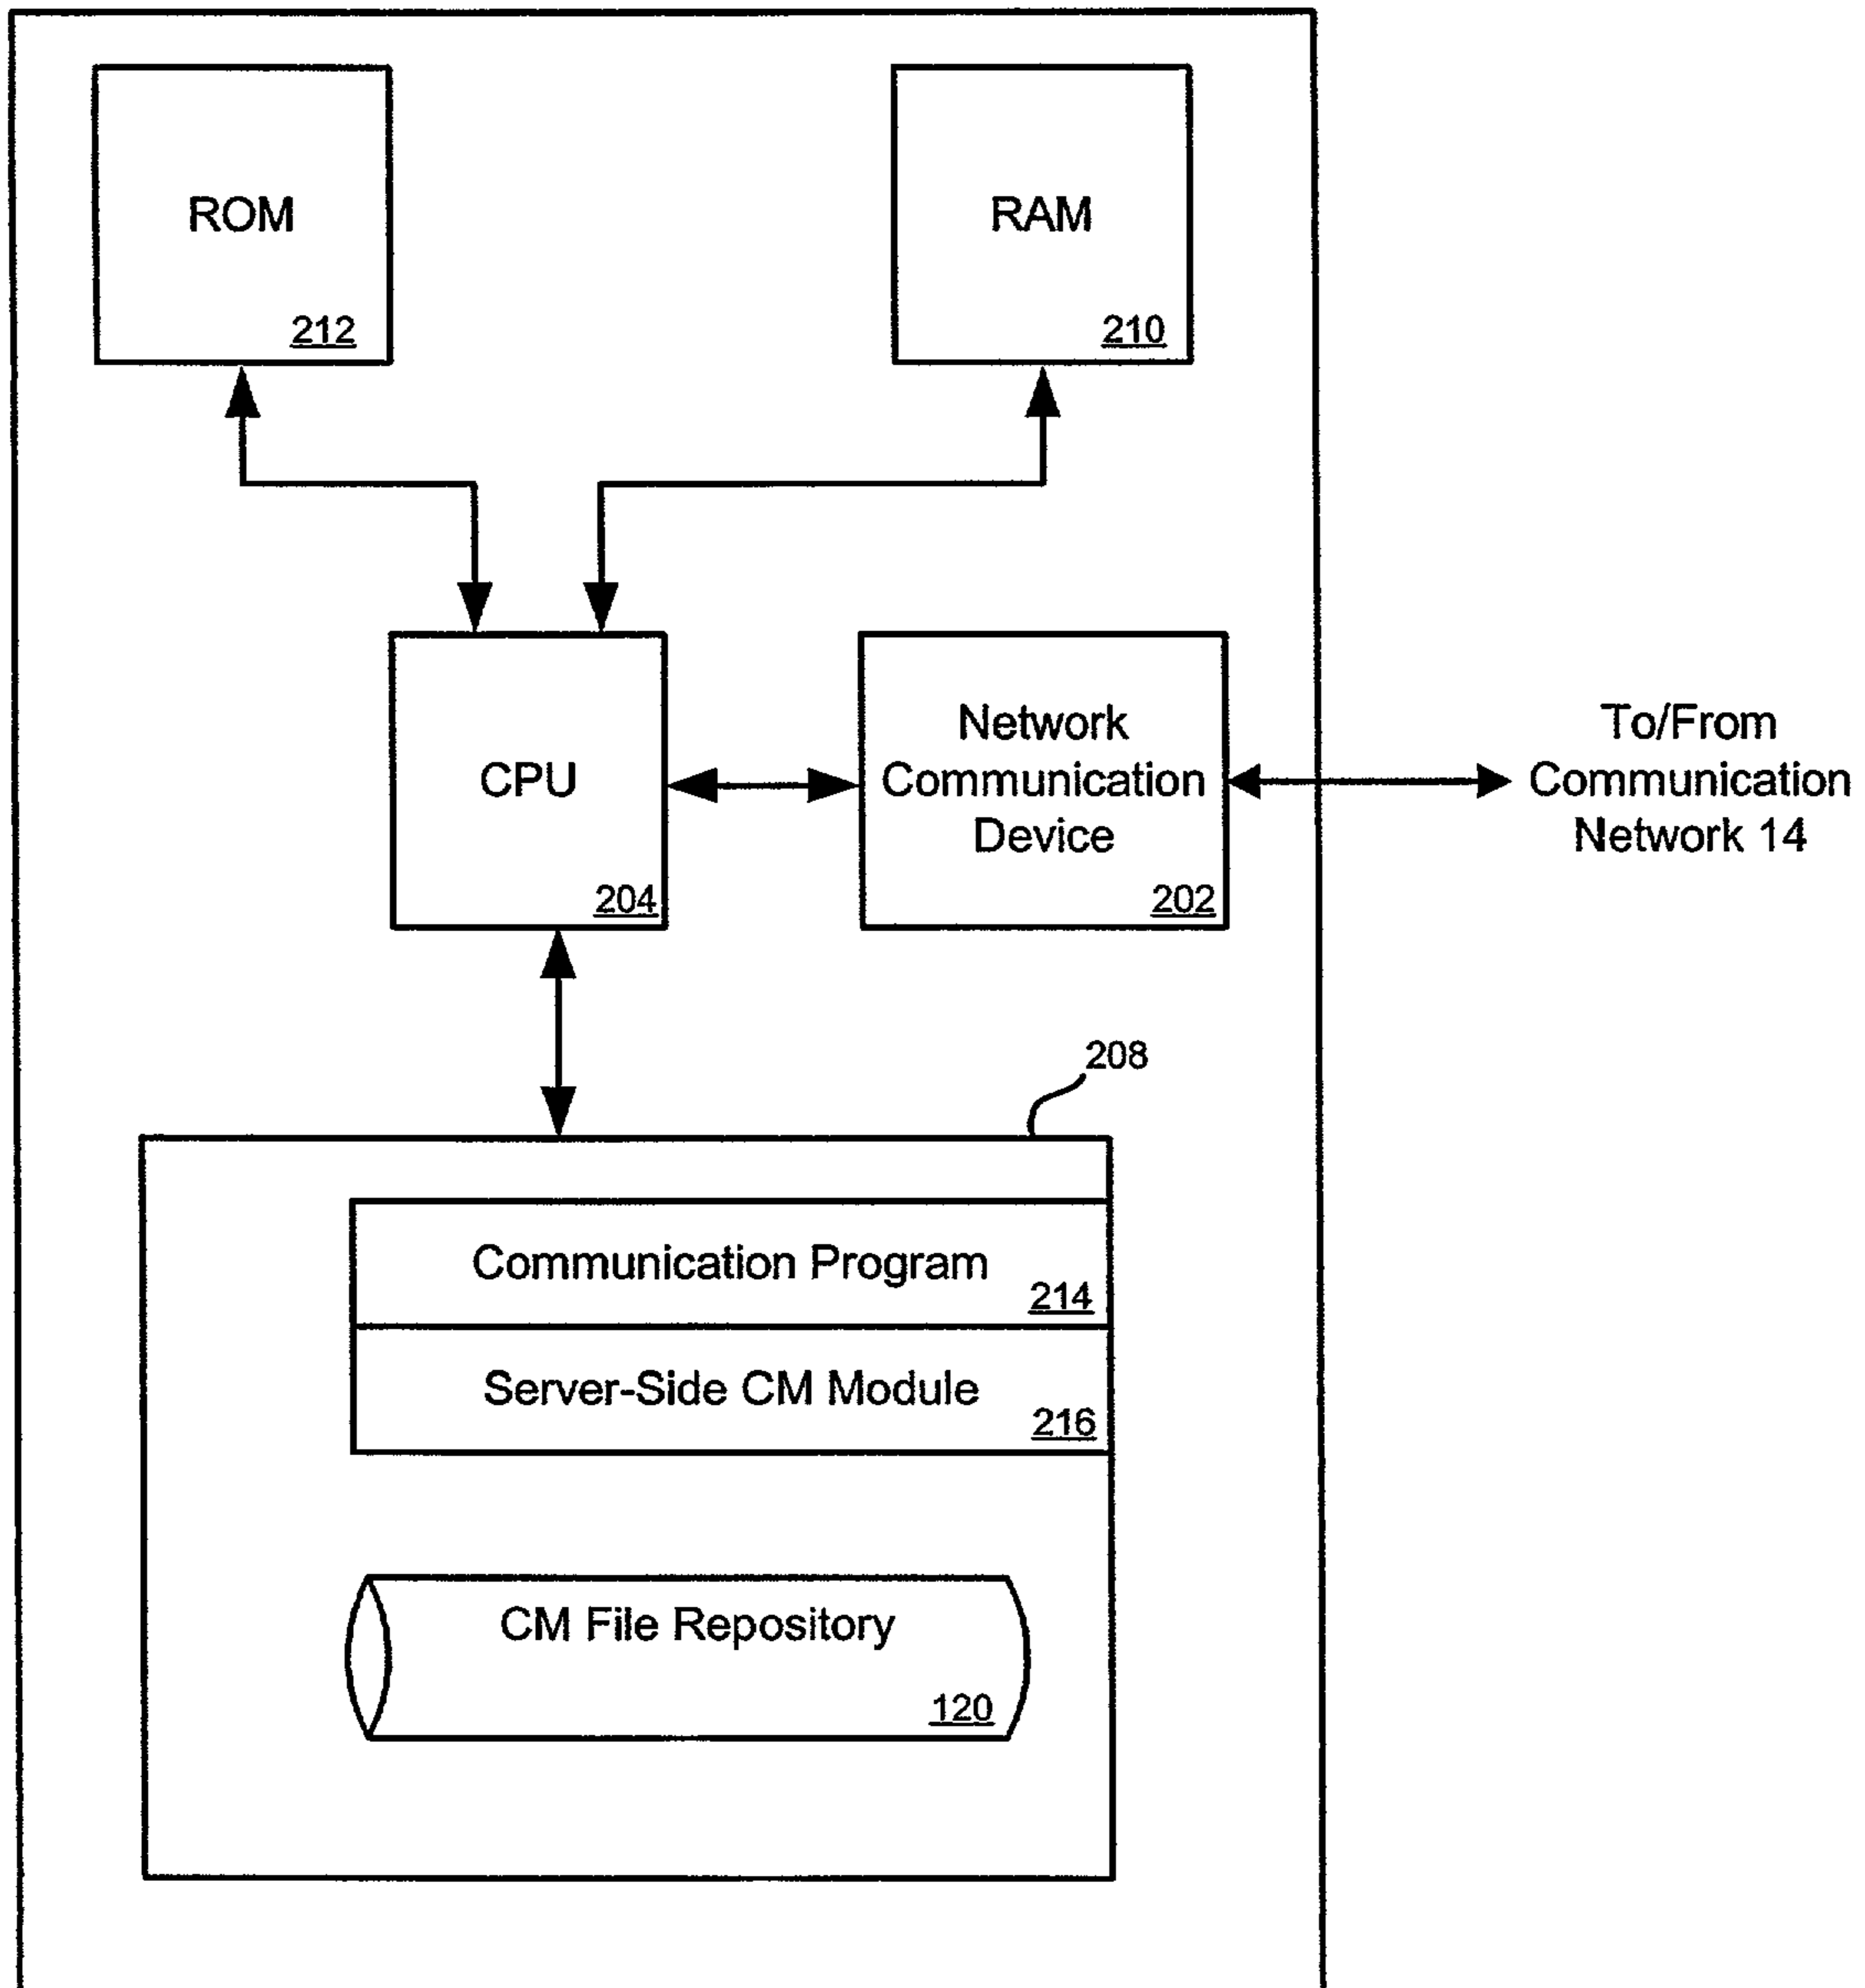 ROM
212
RAM
210
CPU
204
Network
Communication
Device
202
To/From
Communication
Network 14
208
Communication Program
214
Server-Side CM Module
216
CM File Repository
120